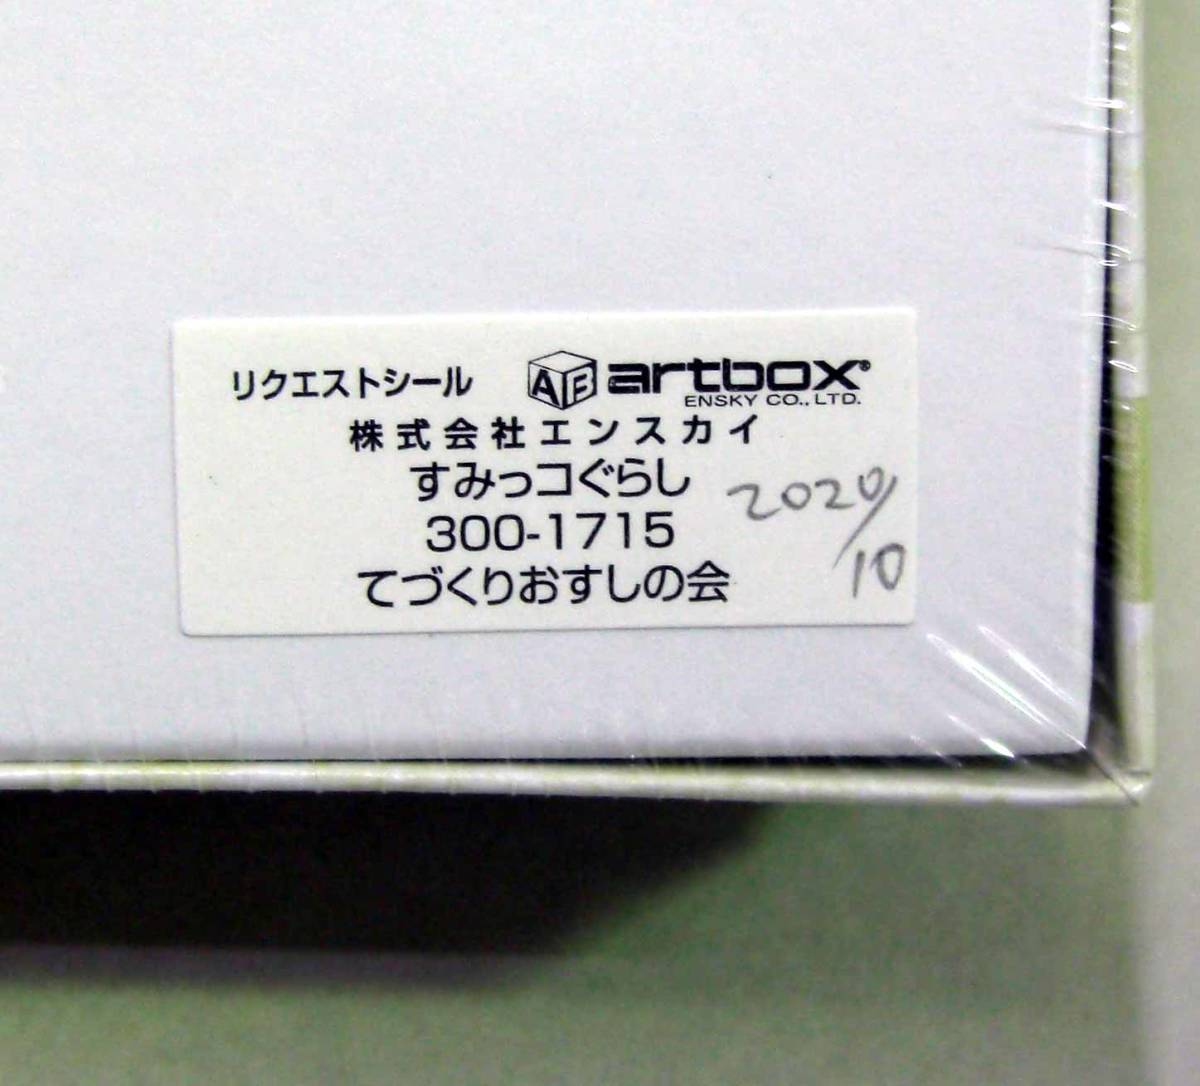 リクエストシール AB artbox®
ENSKY CO., LTD.
株式会社エンスカイ
すみっコぐらし
300-1715
てづくりおすしの会
2020/10